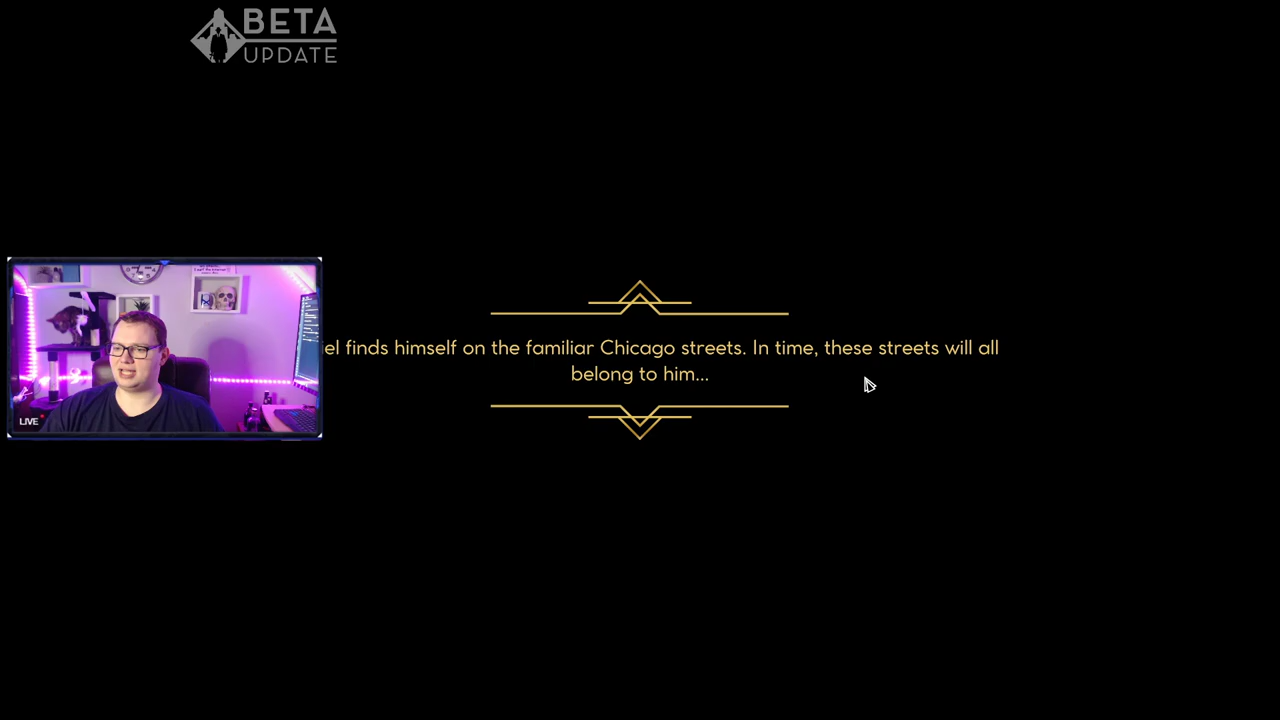 BETA
UPDATE
finds himself on the familiar Chicago streets. In time, these streets will all
belong to him...
LIVE